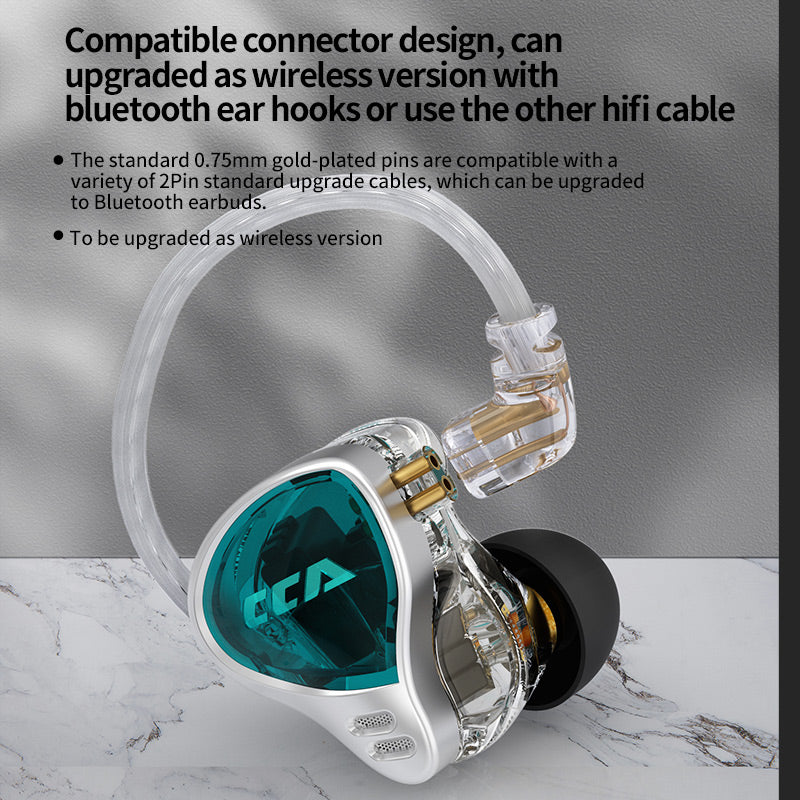 Compatible connector design, can
upgraded as wireless version with
bluetooth ear hooks or use the other hifi cable
• The standard 0.75mm gold-plated pins are compatible with a
variety of 2Pin standard upgrade cables, which can be upgraded
to Bluetooth earbuds.
• To be upgraded as wireless version
CCA